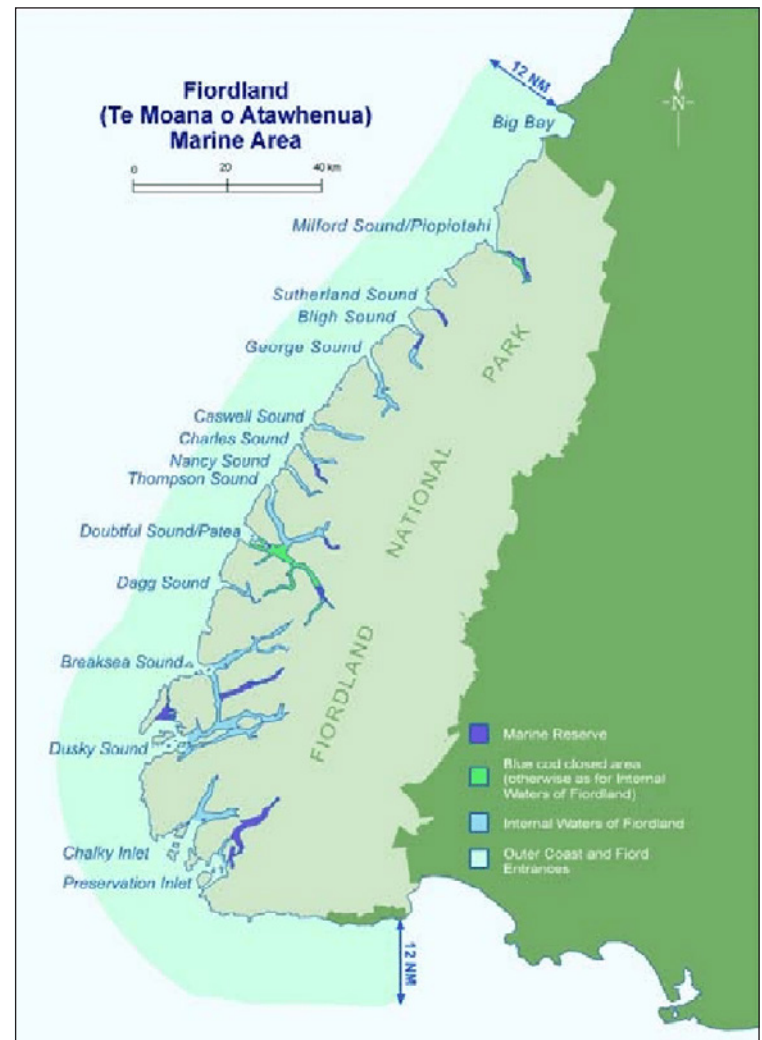 Fiordland
(Te Moana o Atawhenua)
Marine Area
0 20 40 km
12 NM
N
Big Bay
Milford Sound/Piopiotahi
Sutherland Sound
Bligh Sound
George Sound
Caswell Sound
Charles Sound
Nancy Sound
Thompson Sound
Doubtful Sound/Patea
Dagg Sound
Breaksea Sound
Dusky Sound
Chalky Inlet
Preservation Inlet
FIORDLAND
NATIONAL
PARK
Marine Reserve
Blue cod closed area
(otherwise as for Internal
Waters of Fiordland)
Internal Waters of Fiordland
Outer Coast and Fiord
Entrances
12 NM